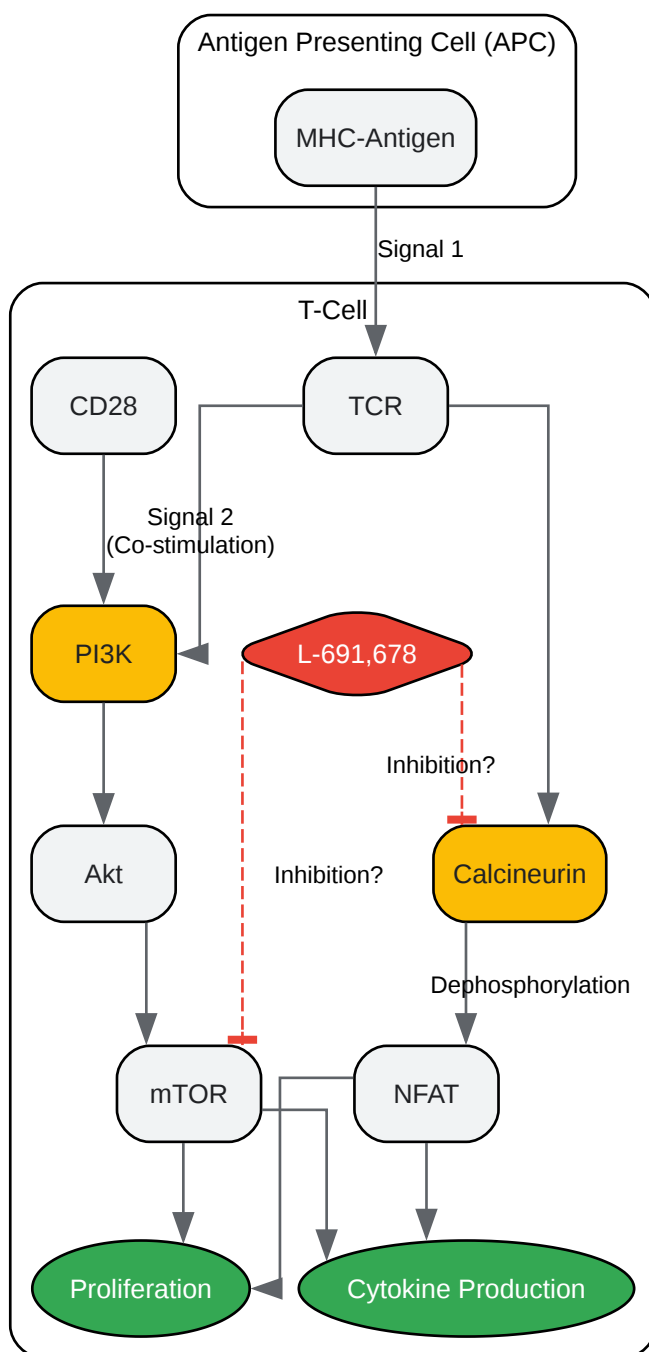 Antigen Presenting Cell (APC)
MHC-Antigen
Signal 1
T-Cell
CD28
TCR
Signal 2
(Co-stimulation)
PI3K
L-691,678
Inhibition?
Akt
Inhibition?
Calcineurin
Dephosphorylation
mTOR
NFAT
Proliferation
Cytokine Production